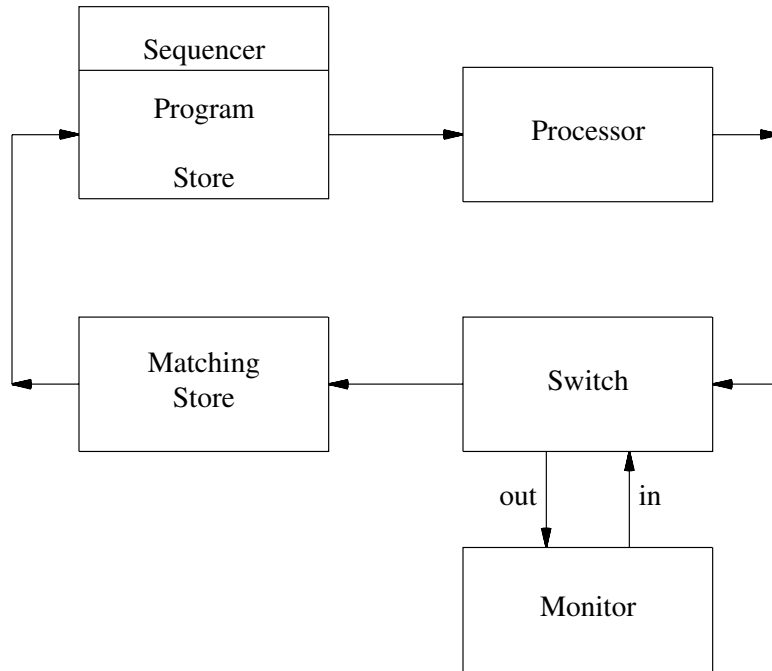 Sequencer
Program
Store
Processor
Matching
Store
Switch
out
in
Monitor